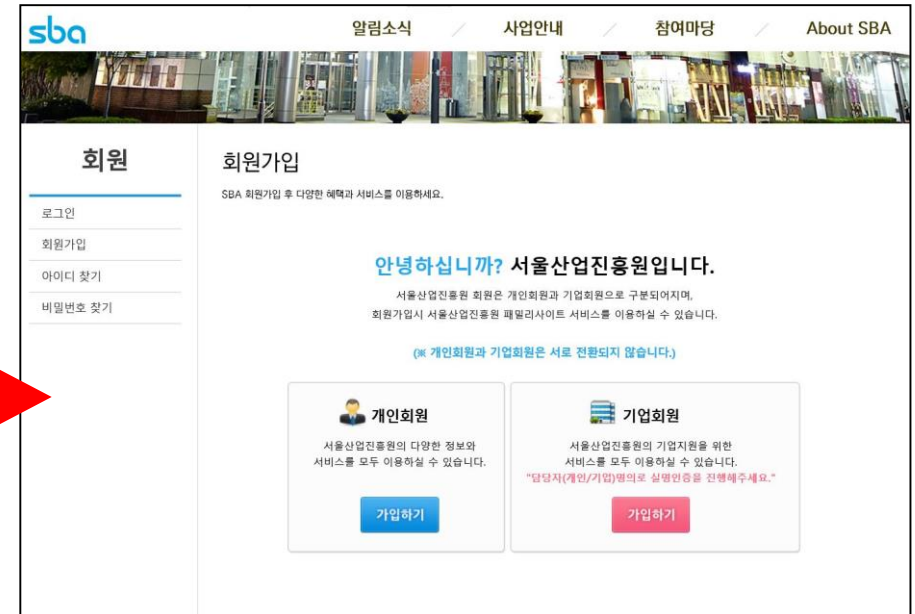 sba
알림소식 / 사업안내 / 참여마당 / About SBA
회원
로그인
회원가입
아이디 찾기
비밀번호 찾기
회원가입
SBA 회원가입 후 다양한 혜택과 서비스를 이용하세요.
안녕하십니까? 서울산업진흥원입니다.
서울산업진흥원 회원은 개인회원과 기업회원으로 구분되어지며,
회원가입시 서울산업진흥원 패밀리사이트 서비스를 이용하실 수 있습니다.
(※ 개인회원과 기업회원은 서로 전환되지 않습니다.)
개인회원
서울산업진흥원의 다양한 정보와
서비스를 모두 이용하실 수 있습니다.
가입하기
기업회원
서울산업진흥원의 기업지원을 위한
서비스를 모두 이용하실 수 있습니다.
"담당자(개인/기업)명의로 실명인증을 진행해주세요."
가입하기